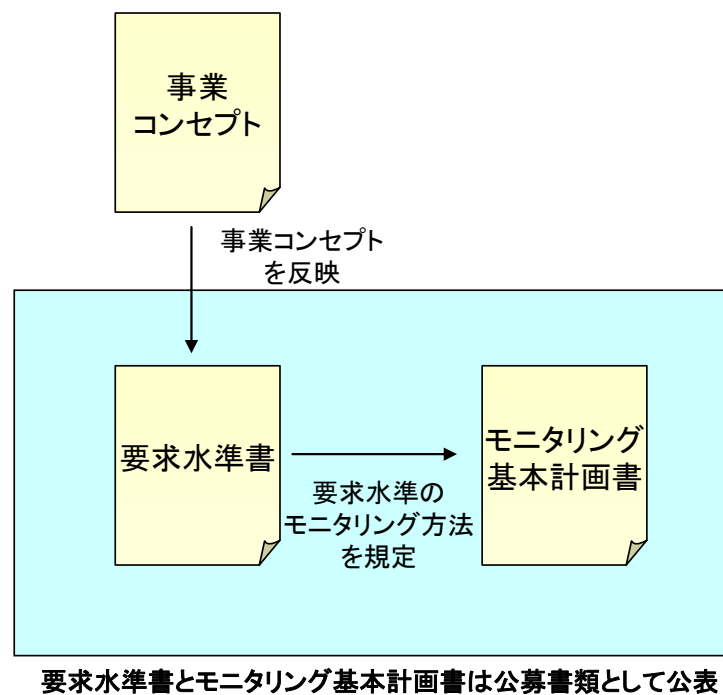 事業
コンセプト
事業コンセプト
を反映
要求水準書
モニタリング
基本計画書
要求水準の
モニタリング方法
を規定
要求水準書とモニタリング基本計画書は公募書類として公表